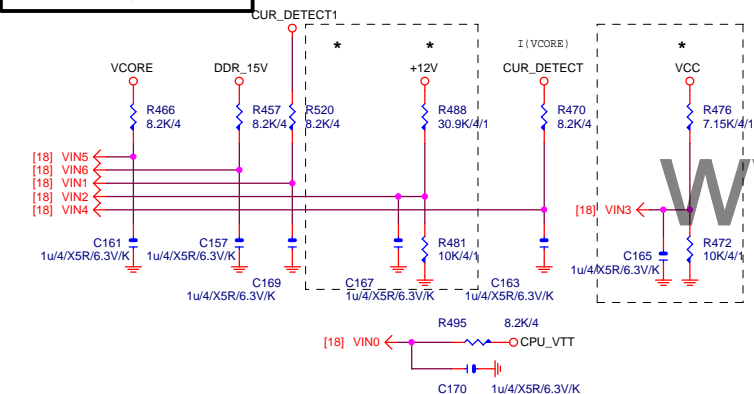 CUR_DETECT1
* * I(VCORE) *
VCORE DDR_15V +12V CUR_DETECT VCC
R466 R457 R520 R488 R470 R476
8.2K/4 8.2K/4 8.2K/4 30.9K/4/1 8.2K/4 7.15K/4/1
[18] VIN5
[18] VIN6
[18] VIN1
[18] VIN2
[18] VIN4
[18] VIN3
W
C161 C157 R481 C165 R472
1u/4/X5R/6.3V/K 1u/4/X5R/6.3V/K 10K/4/1 1u/4/X5R/6.3V/K 10K/4/1
C169 C167 C163
1u/4/X5R/6.3V/K 1u/4/X5R/6.3V/K 1u/4/X5R/6.3V/K
R495 8.2K/4
[18] VIN0 CPU_VTT
C170 1u/4/X5R/6.3V/K